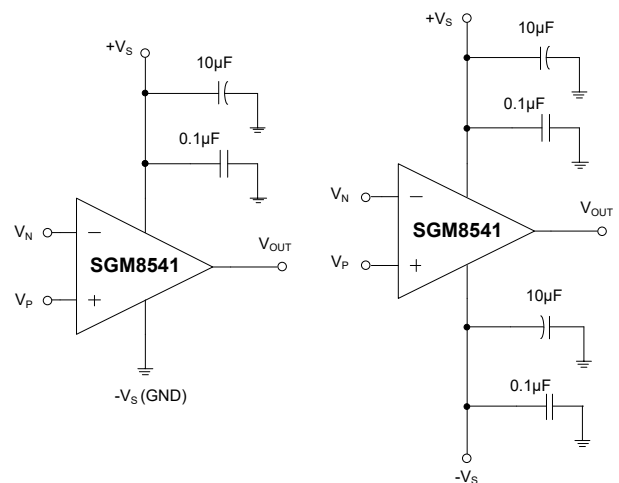 +VS
10µF
0.1µF
VN
−
SGM8541
VOUT
VP
+
-VS (GND)
+VS
10µF
0.1µF
VN
−
VOUT
SGM8541
VP
+
10µF
0.1µF
-VS